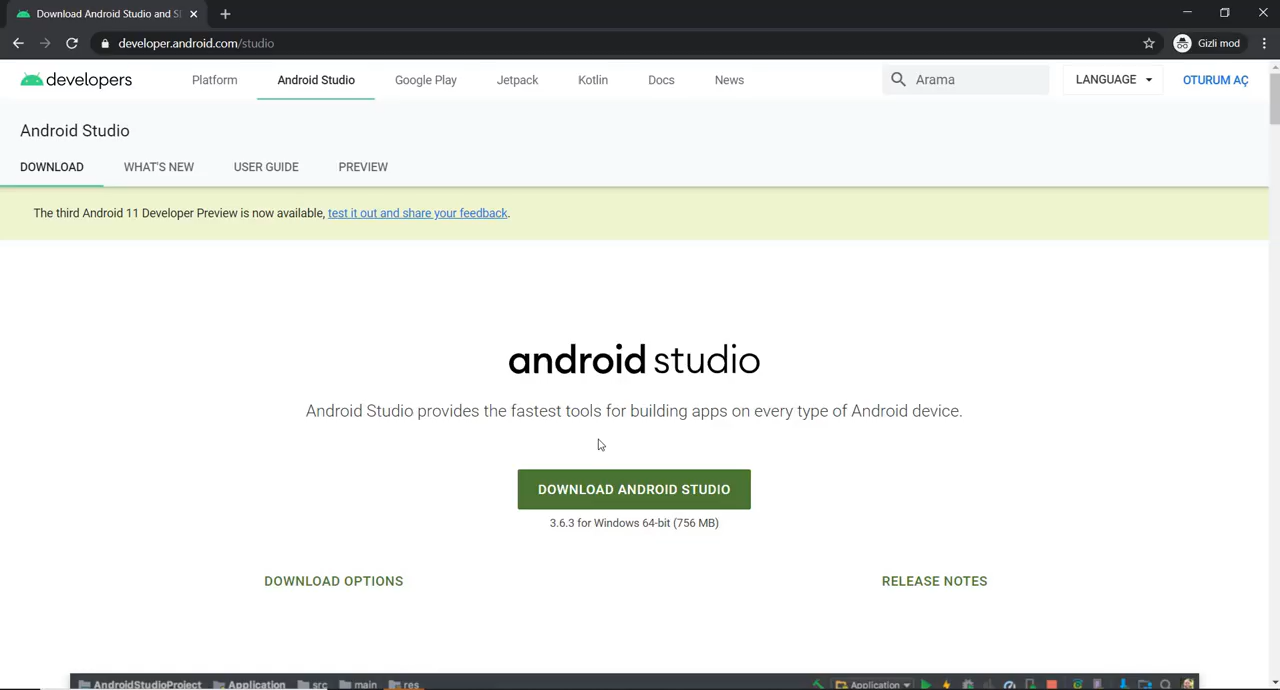 Download Android Studio and S
developer.android.com/studio
Gizli mod
developers
Platform
Android Studio
Google Play
Jetpack
Kotlin
Docs
News
Arama
LANGUAGE
OTURUM AÇ
Android Studio
DOWNLOAD
WHAT'S NEW
USER GUIDE
PREVIEW
The third Android 11 Developer Preview is now available, test it out and share your feedback.
android studio
Android Studio provides the fastest tools for building apps on every type of Android device.
DOWNLOAD ANDROID STUDIO
3.6.3 for Windows 64-bit (756 MB)
DOWNLOAD OPTIONS
RELEASE NOTES
AndroidStudioProject
Application
src
main
res
Application